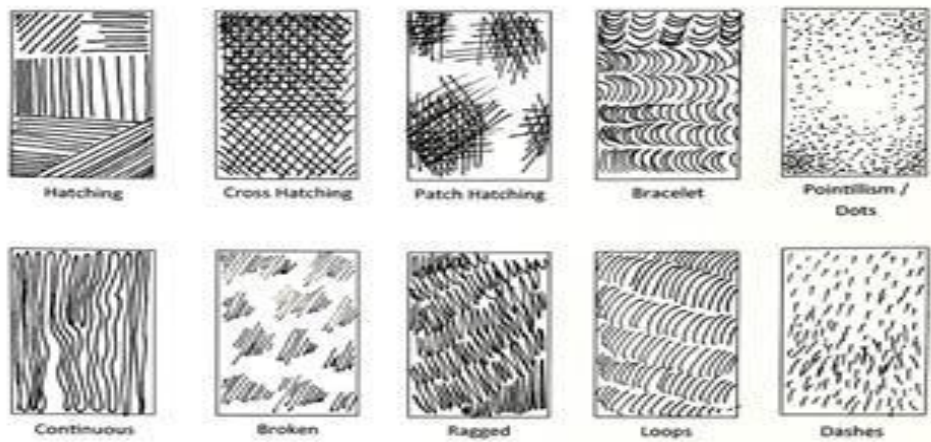 Hatching
Cross Hatching
Patch Hatching
Bracelet
Pointillism /
Dots
Continuous
Broken
Ragged
Loops
Dashes